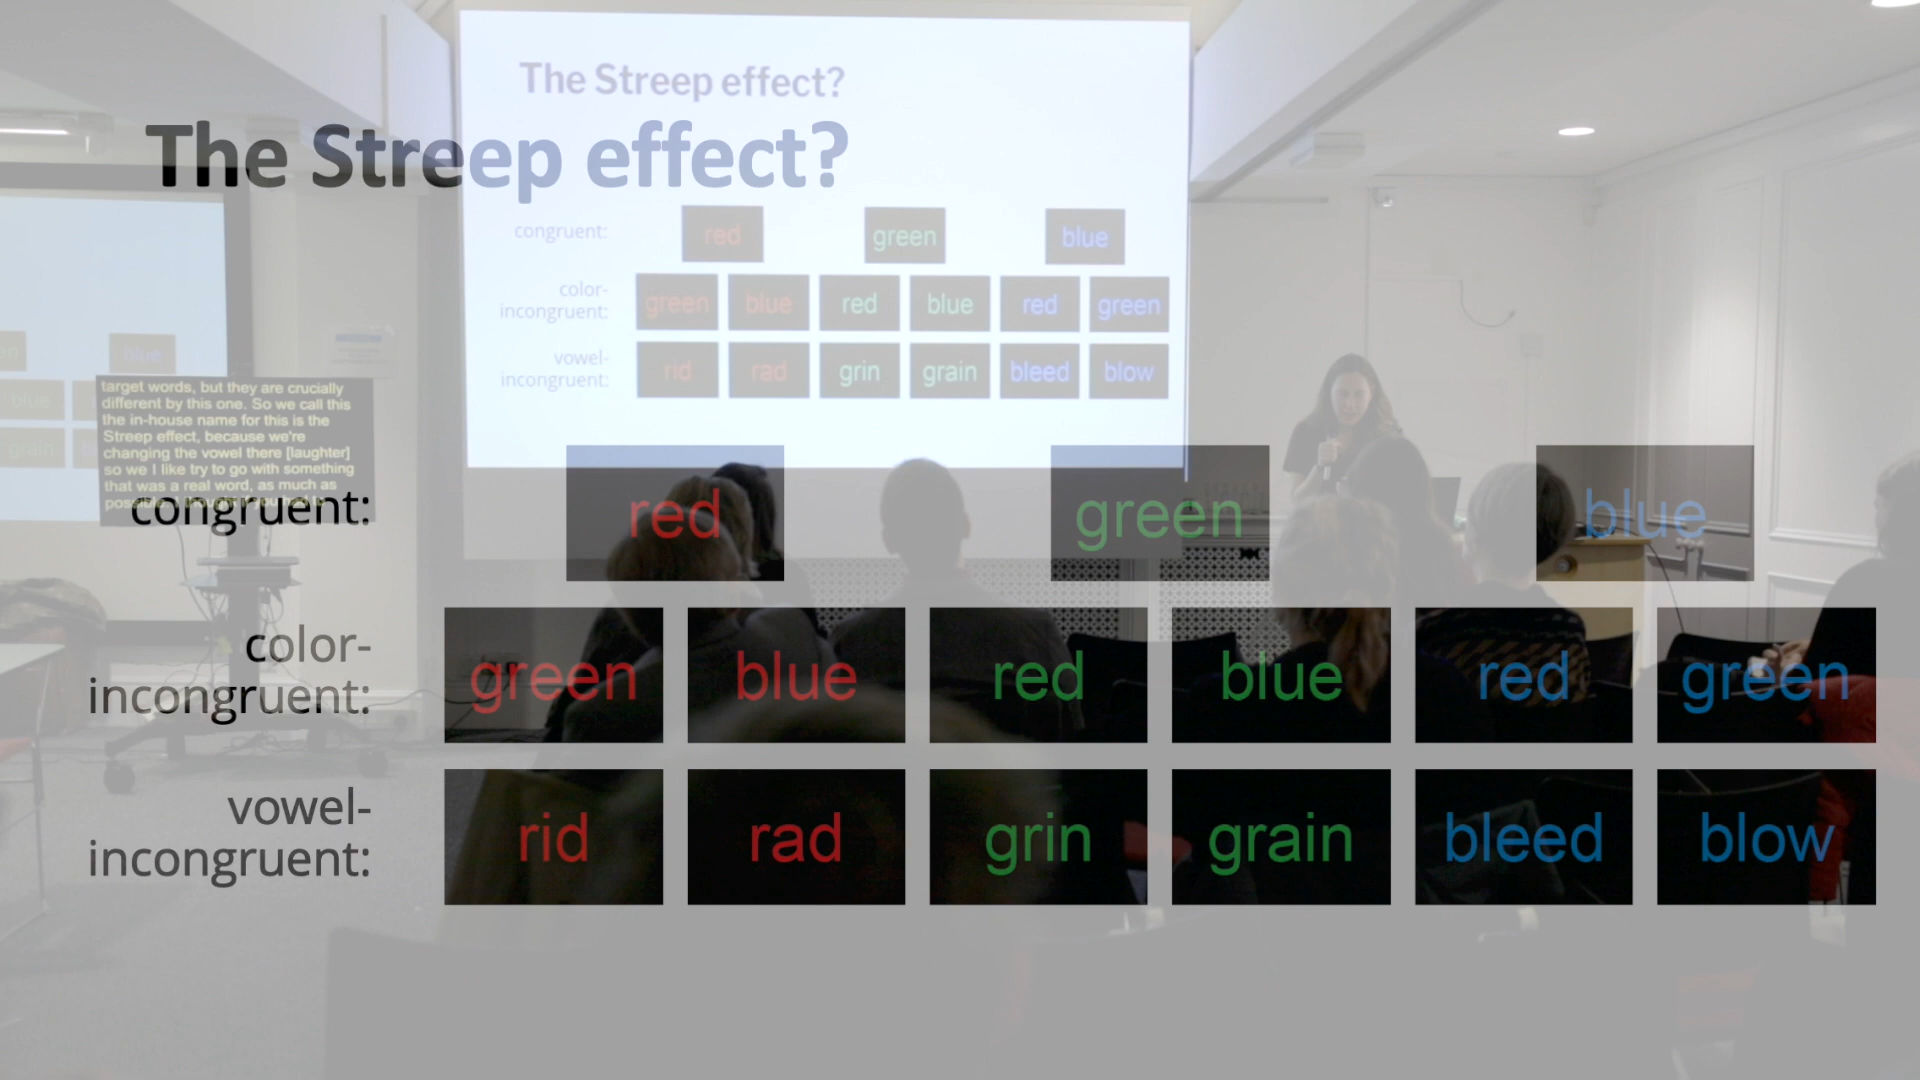 The Streep effect?
congruent:
red
green
blue
color-
incongruent:
green
blue
red
blue
red
green
vowel-
incongruent:
rid
rad
grin
grain
bleed
blow
The Streep effect?
congruent:
red green blue
color-
incongruent:
green blue red blue red green
vowel-
incongruent:
rid rad grin grain bleed blow
blue
blue
grain
target words, but they are crucially
different by this one. So we call this
the in-house name for this is the
Streep effect, because we're
changing the vowel there [laughter]
so we I like try to go with something
that was a real word, as much as